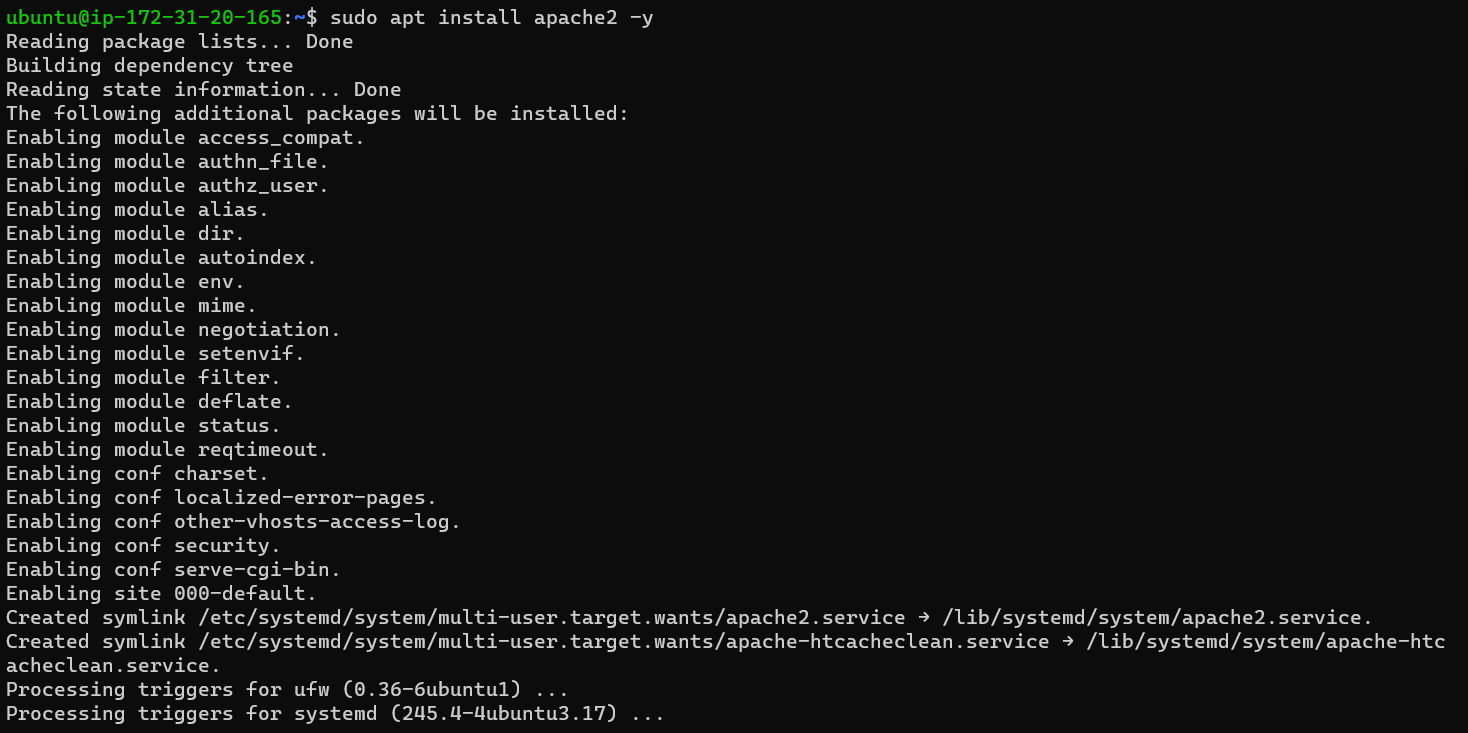 ubuntu@ip-172-31-20-165:~$ sudo apt install apache2 -y
Reading package lists... Done
Building dependency tree
Reading state information... Done
The following additional packages will be installed:
Enabling module access_compat.
Enabling module authn_file.
Enabling module authz_user.
Enabling module alias.
Enabling module dir.
Enabling module autoindex.
Enabling module env.
Enabling module mime.
Enabling module negotiation.
Enabling module setenvif.
Enabling module filter.
Enabling module deflate.
Enabling module status.
Enabling module reqtimeout.
Enabling conf charset.
Enabling conf localized-error-pages.
Enabling conf other-vhosts-access-log.
Enabling conf security.
Enabling conf serve-cgi-bin.
Enabling site 000-default.
Created symlink /etc/systemd/system/multi-user.target.wants/apache2.service → /lib/systemd/system/apache2.service.
Created symlink /etc/systemd/system/multi-user.target.wants/apache-htcacheclean.service → /lib/systemd/system/apache-htc
acheclean.service.
Processing triggers for ufw (0.36-6ubuntu1) ...
Processing triggers for systemd (245.4-4ubuntu3.17) ...